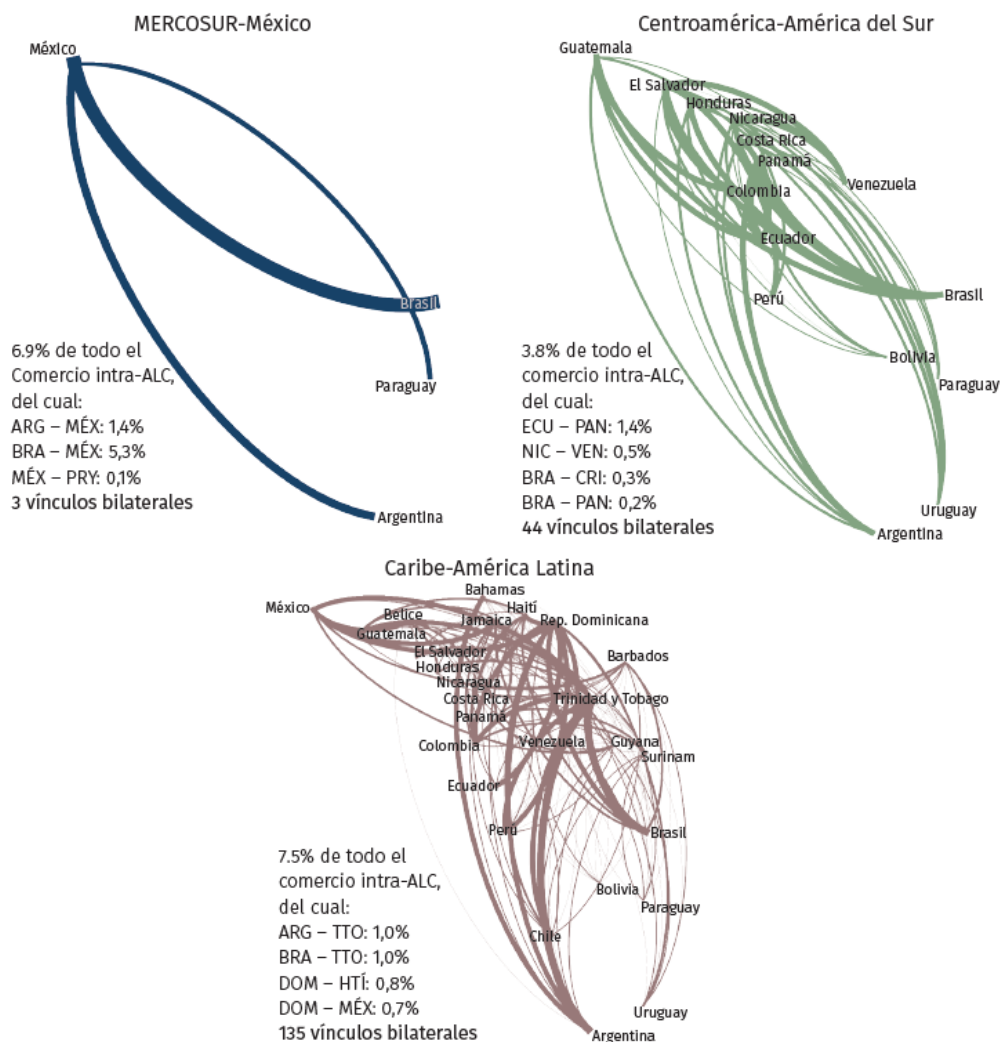 MERCOSUR-México
México
Brasil
Paraguay
Argentina
6.9% de todo el
Comercio intra-ALC,
del cual:
ARG – MÉX: 1,4%
BRA – MÉX: 5,3%
MÉX – PRY: 0,1%
3 vínculos bilaterales
Centroamérica-América del Sur
Guatemala
El Salvador
Honduras
Nicaragua
Costa Rica
Panamá
Venezuela
Colombia
Ecuador
Perú
Brasil
Bolivia
Paraguay
Uruguay
Argentina
3.8% de todo el
comercio intra-ALC,
del cual:
ECU – PAN: 1,4%
NIC – VEN: 0,5%
BRA – CRI: 0,3%
BRA – PAN: 0,2%
44 vínculos bilaterales
Caribe-América Latina
Bahamas
México
Haití
Belice
Jamaica
Rep. Dominicana
Guatemala
El Salvador
Barbados
Honduras
Nicaragua
Costa Rica
Trinidad y Tobago
Panamá
Colombia
Venezuela
Guyana
Surinam
Ecuador
Perú
Brasil
Bolivia
Paraguay
Chile
Uruguay
Argentina
7.5% de todo el
comercio intra-ALC,
del cual:
ARG – TTO: 1,0%
BRA – TTO: 1,0%
DOM – HTÍ: 0,8%
DOM – MÉX: 0,7%
135 vínculos bilaterales